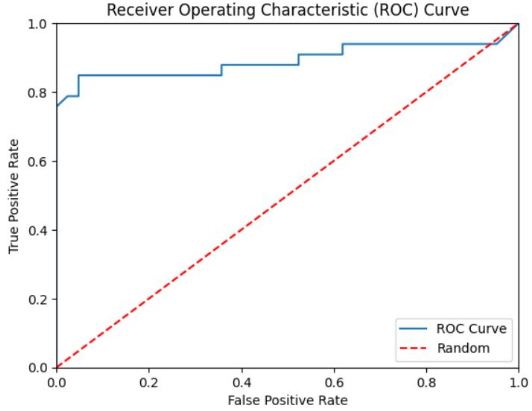 Receiver Operating Characteristic (ROC) Curve
1.0
0.8
0.6
0.4
0.2
0.0
True Positive Rate
ROC Curve
Random
0.0 0.2 0.4 0.6 0.8 1.0
False Positive Rate